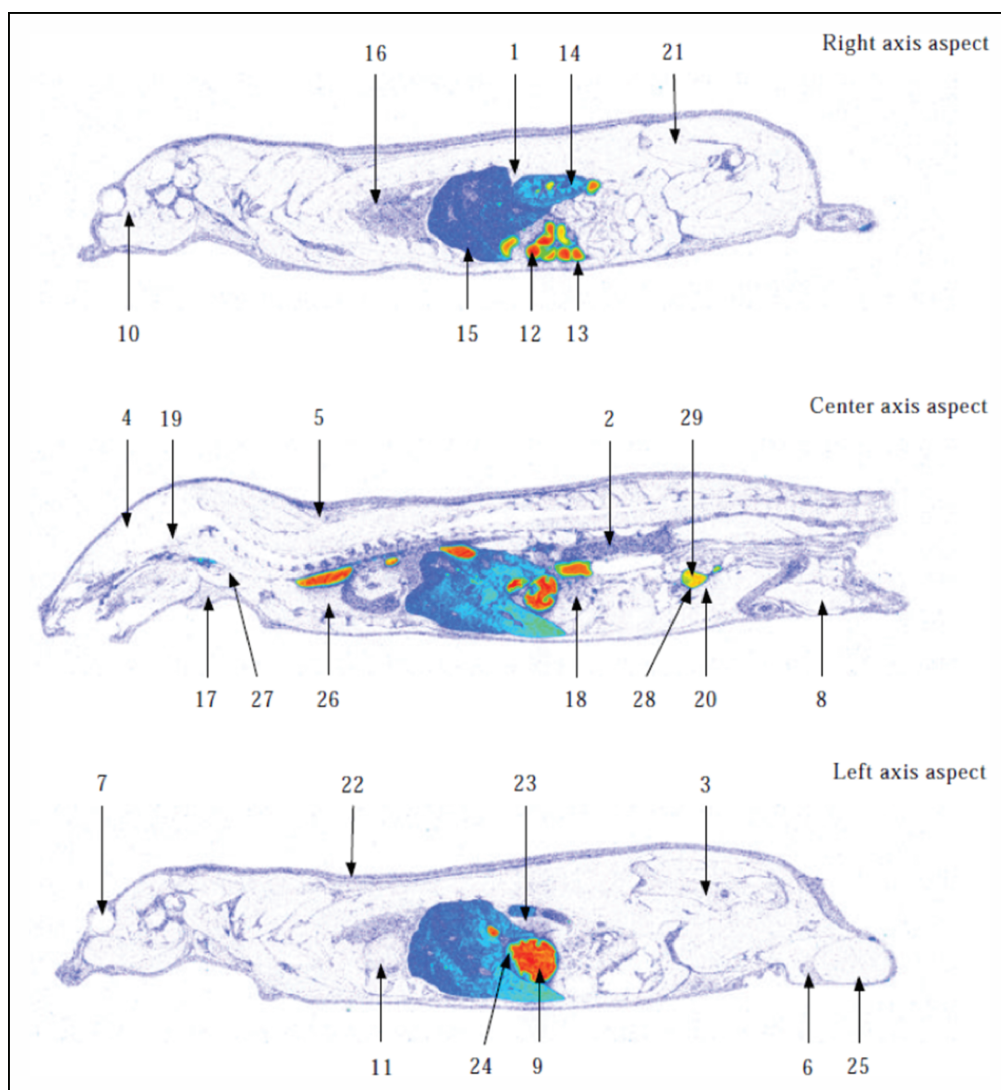 Right axis aspect
16 1 14 21
10 15 12 13
Center axis aspect
4 19 5 2 29
17 27 26 18 28 20 8
Left axis aspect
7 22 23 3
11 24 9 6 25